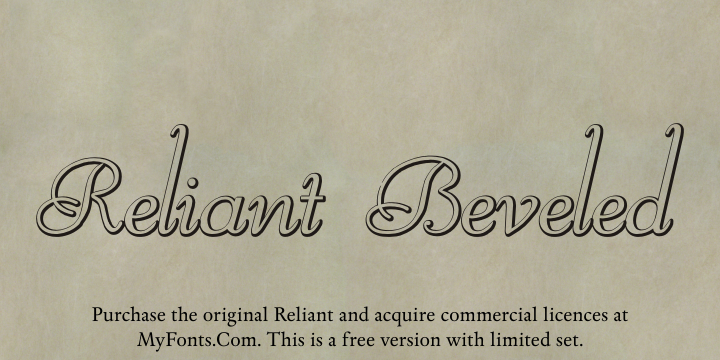 Reliant Beveled
Purchase the original Reliant and acquire commercial licences at
MyFonts.Com. This is a free version with limited set.